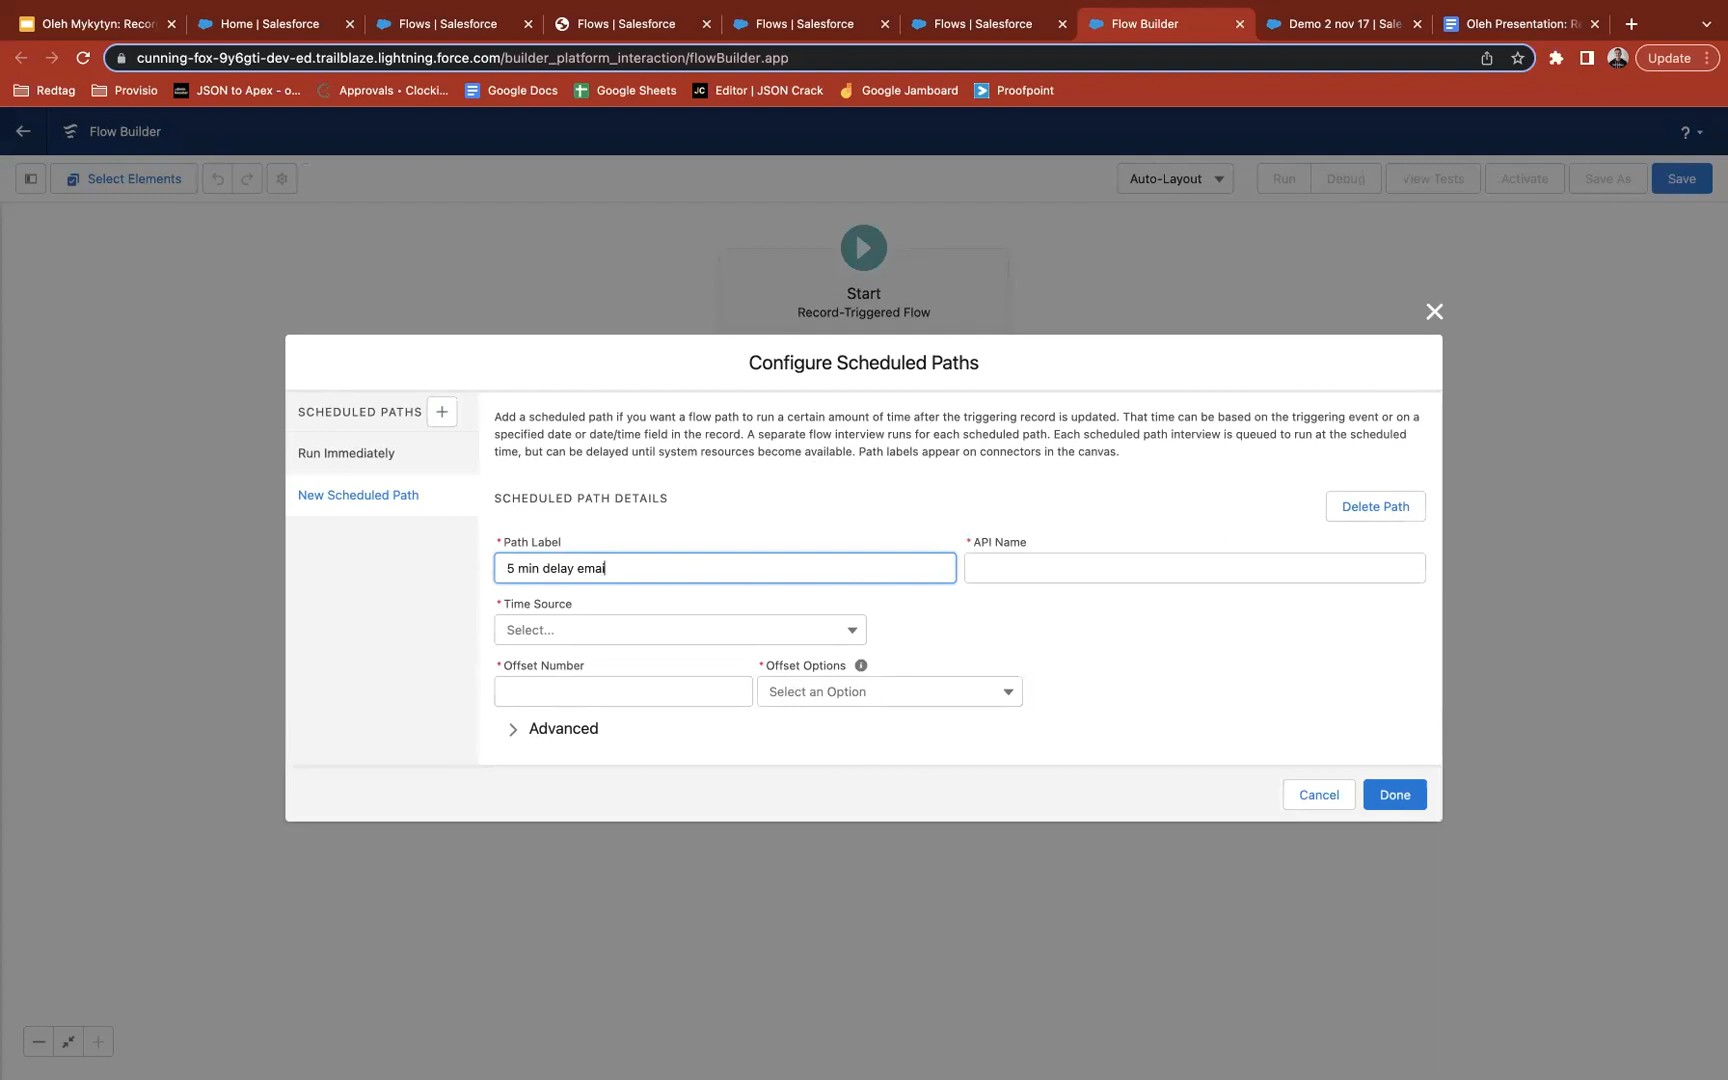 Oleh Mykytyn: Recor
Home | Salesforce
Flows | Salesforce
Flows | Salesforce
Flows | Salesforce
Flows | Salesforce
Flow Builder
Demo 2 nov 17 | Sale
Oleh Presentation: R
cunning-fox-9y6gti-dev-ed.trailblaze.lightning.force.com/builder_platform_interaction/flowBuilder.app
Update
Redtag
Provisio
JSON to Apex - o...
Approvals • Clocki...
Google Docs
Google Sheets
JC
Editor | JSON Crack
Google Jamboard
Proofpoint
Flow Builder
?
Select Elements
Auto-Layout
Run
Debug
View Tests
Activate
Save As
Save
Start
Record-Triggered Flow
Configure Scheduled Paths
SCHEDULED PATHS
Run Immediately
New Scheduled Path
Add a scheduled path if you want a flow path to run a certain amount of time after the triggering record is updated. That time can be based on the triggering event or on a
specified date or date/time field in the record. A separate flow interview runs for each scheduled path. Each scheduled path interview is queued to run at the scheduled
time, but can be delayed until system resources become available. Path labels appear on connectors in the canvas.
SCHEDULED PATH DETAILS
Delete Path
* Path Label
* API Name
5 min delay emai
* Time Source
Select...
* Offset Number
* Offset Options
Select an Option
Advanced
Cancel
Done